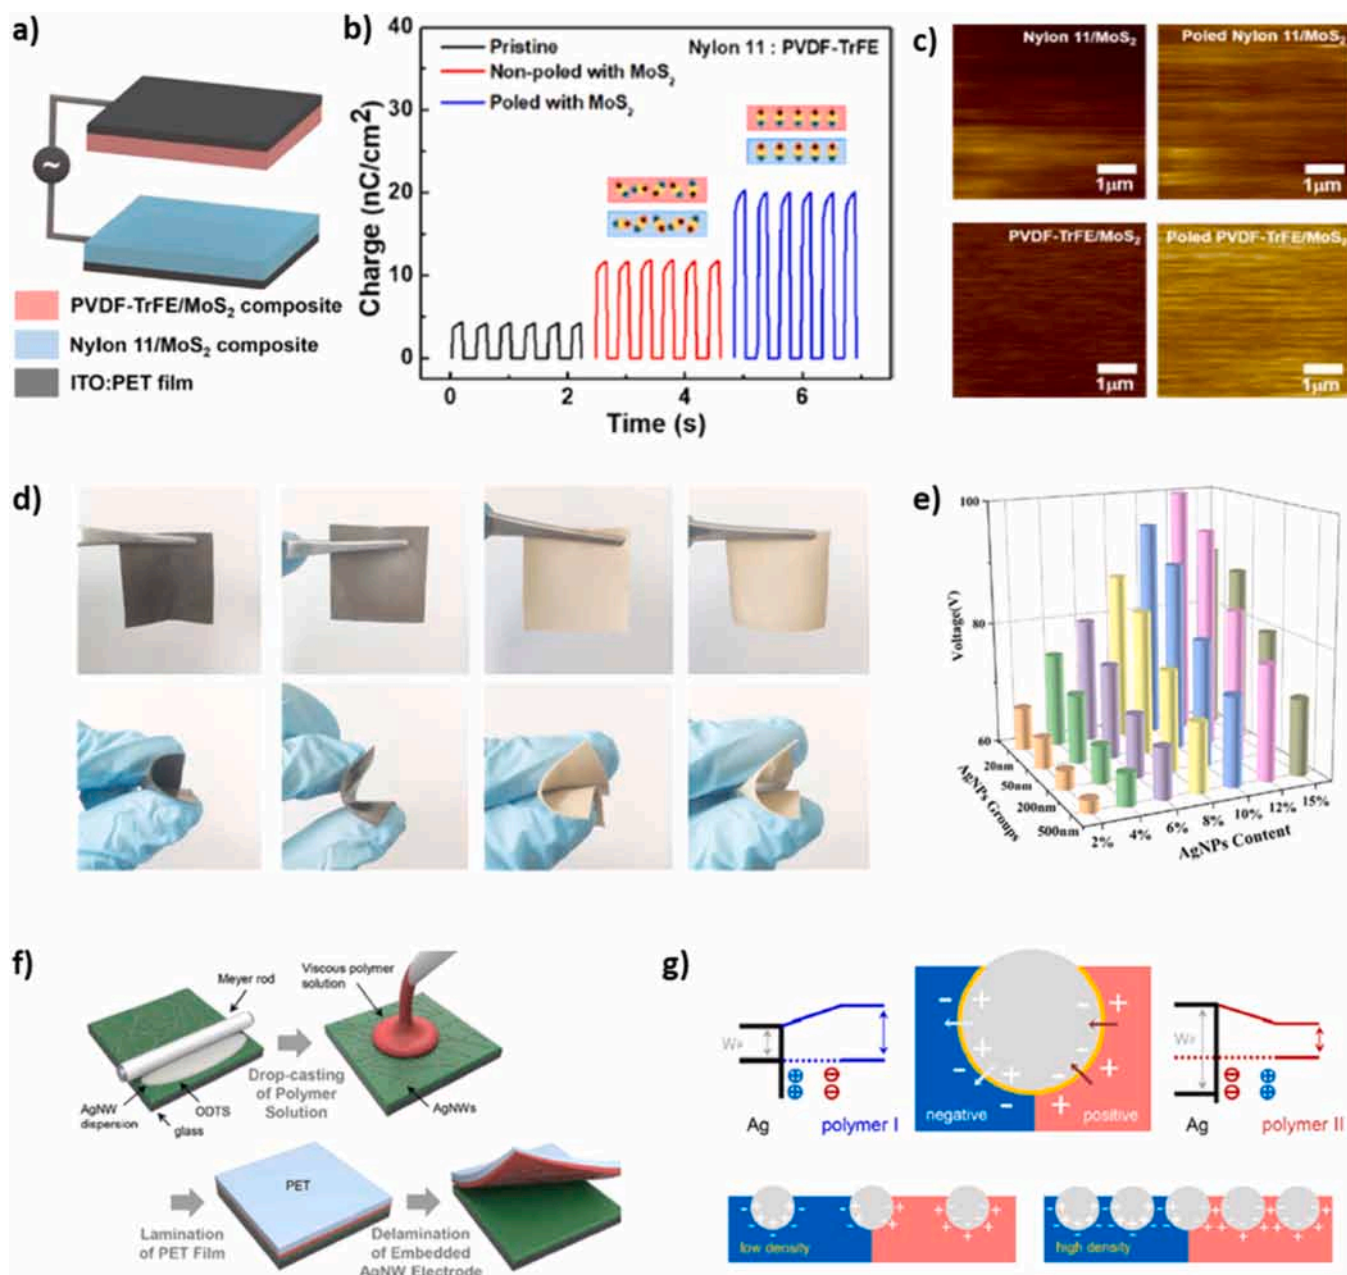 a)
PVDF-TrFE/MoS₂ composite
Nylon 11/MoS₂ composite
ITO:PET film
b)
40
30
20
10
0
Charge (nC/cm²)
Pristine
Non-poled with MoS₂
Poled with MoS₂
Nylon 11 : PVDF-TrFE
0 2 4 6
Time (s)
c)
Nylon 11/MoS₂
1μm
Poled Nylon 11/MoS₂
1μm
PVDF-TrFE/MoS₂
1μm
Poled PVDF-TrFE/MoS₂
1μm
d)
e)
100
80
60
Voltage(V)
20nm
50nm
200nm
500nm
AgNPs Groups
2% 4% 6% 8% 10% 12% 15%
AgNPs Content
f)
Meyer rod
AgNW
dispersion
ODTS
glass
Drop-casting
of Polymer
Solution
Viscous polymer
solution
AgNWs
Lamination
of PET Film
PET
Delamination
of Embedded
AgNW Electrode
g)
Ag
polymer I
negative
positive
Ag
polymer II
low density
high density